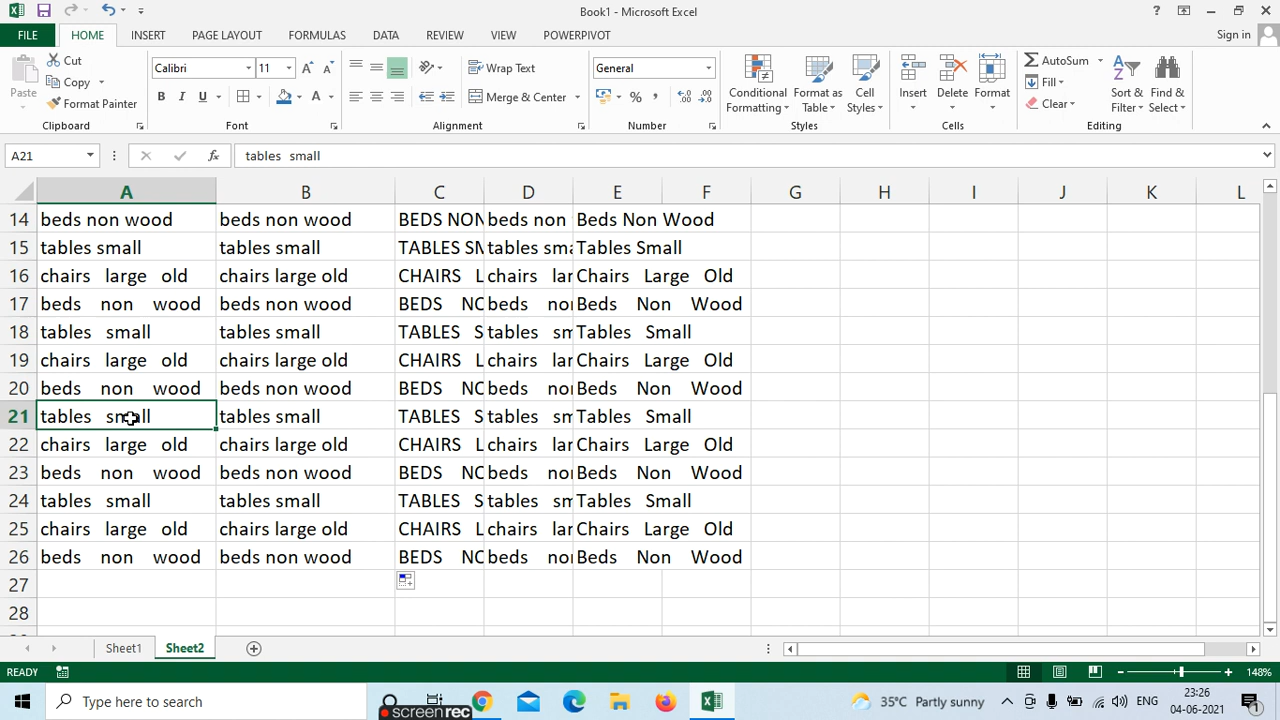 Book1 - Microsoft Excel
FILE HOME INSERT PAGE LAYOUT FORMULAS DATA REVIEW VIEW POWERPIVOT Sign in
Cut
Copy
Format Painter
Paste
Calibri 11
B I U
Wrap Text
Merge & Center
General
Conditional Formatting
Format as Table
Cell Styles
Insert Delete Format
AutoSum
Fill
Clear
Sort & Filter
Find & Select
Clipboard Font Alignment Number Styles Cells Editing
A21 fx tables small
A B C D E F G H I J K L
14 beds non wood beds non wood BEDS NON beds non Beds Non Wood
15 tables small tables small TABLES SM tables sma Tables Small
16 chairs large old chairs large old CHAIRS L chairs lar Chairs Large Old
17 beds non wood beds non wood BEDS NO beds non Beds Non Wood
18 tables small tables small TABLES S tables sm Tables Small
19 chairs large old chairs large old CHAIRS L chairs lar Chairs Large Old
20 beds non wood beds non wood BEDS NO beds non Beds Non Wood
21 tables small tables small TABLES S tables sm Tables Small
22 chairs large old chairs large old CHAIRS L chairs lar Chairs Large Old
23 beds non wood beds non wood BEDS NO beds non Beds Non Wood
24 tables small tables small TABLES S tables sm Tables Small
25 chairs large old chairs large old CHAIRS L chairs lar Chairs Large Old
26 beds non wood beds non wood BEDS NO beds non Beds Non Wood
27
28
Sheet1 Sheet2
READY 148%
Type here to search
screenrec
35°C Partly sunny
ENG
23:26
04-06-2021
1